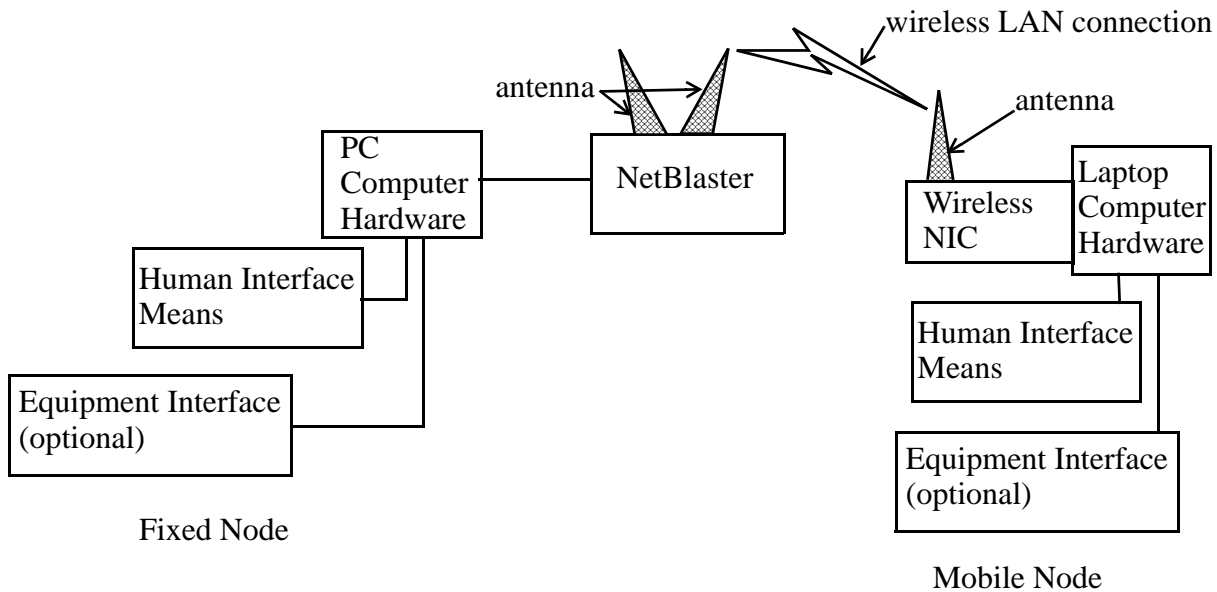 wireless LAN connection
antenna
antenna
PC
Computer
Hardware
NetBlaster
Wireless
NIC
Laptop
Computer
Hardware
Human Interface
Means
Human Interface
Means
Equipment Interface
(optional)
Equipment Interface
(optional)
Fixed Node
Mobile Node